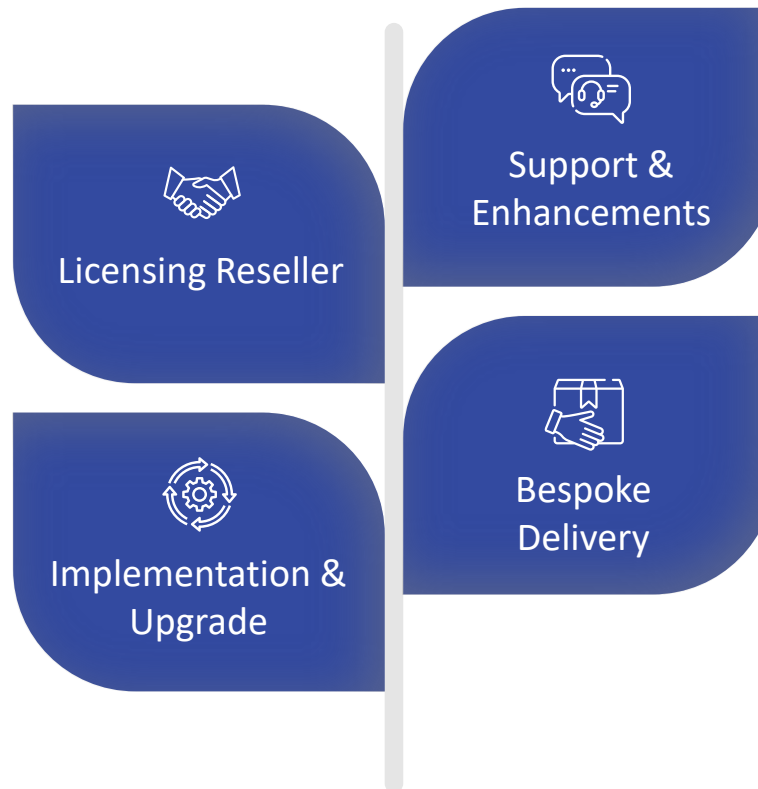 Licensing Reseller
Support &
Enhancements
Implementation &
Upgrade
Bespoke
Delivery